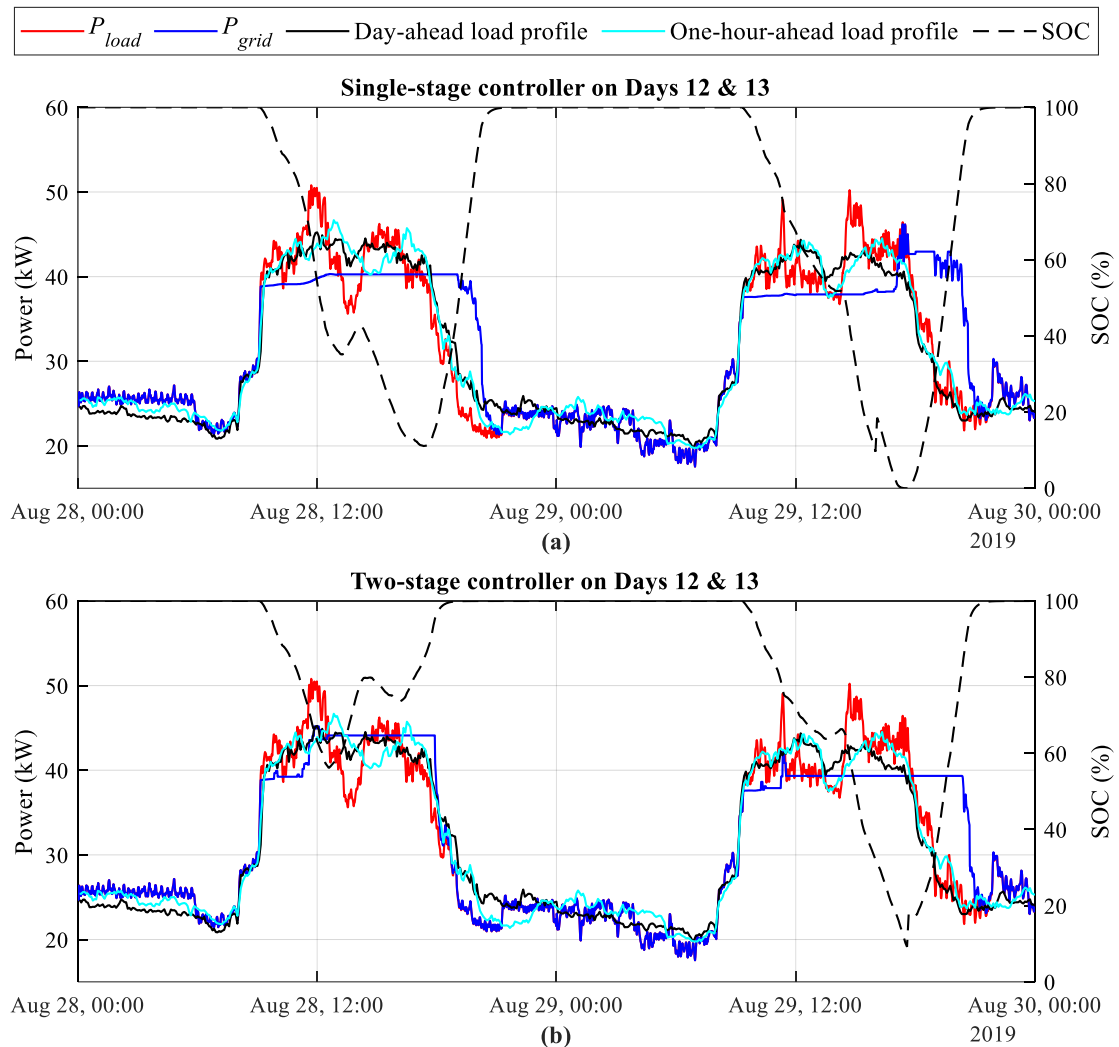 P_load P_grid Day-ahead load profile One-hour-ahead load profile SOC
Single-stage controller on Days 12 & 13
60 100
50 80
40 60
30 40
20 20
0
Power (kW)
SOC (%)
Aug 28, 00:00 Aug 28, 12:00 Aug 29, 00:00 Aug 29, 12:00 Aug 30, 00:00
2019
(a)
Two-stage controller on Days 12 & 13
60 100
50 80
40 60
30 40
20 20
0
Power (kW)
SOC (%)
Aug 28, 00:00 Aug 28, 12:00 Aug 29, 00:00 Aug 29, 12:00 Aug 30, 00:00
2019
(b)